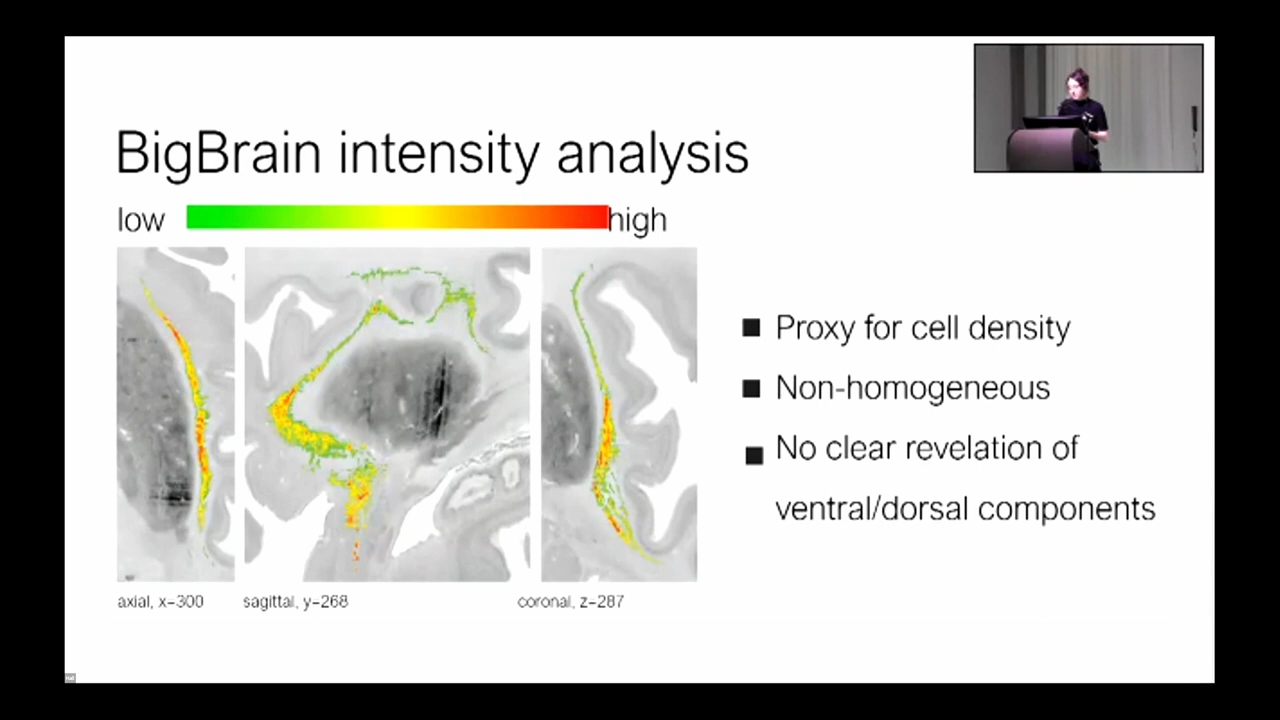 BigBrain intensity analysis
low high
■ Proxy for cell density
■ Non-homogeneous
■ No clear revelation of
ventral/dorsal components
axial, x=300 sagittal, y=268 coronal, z=287